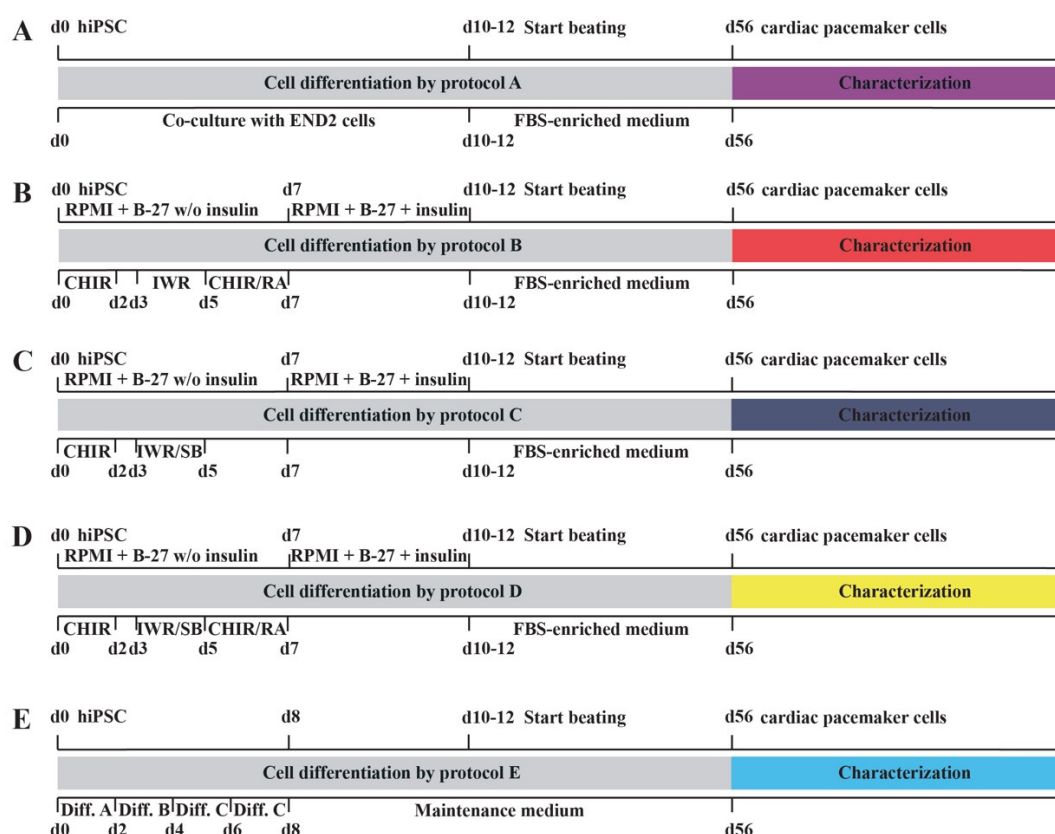 A d0 hiPSC d10-12 Start beating d56 cardiac pacemaker cells
Cell differentiation by protocol A Characterization
Co-culture with END2 cells FBS-enriched medium
d0 d10-12 d56
B d0 hiPSC d7 d10-12 Start beating d56 cardiac pacemaker cells
RPMI + B-27 w/o insulin RPMI + B-27 + insulin
Cell differentiation by protocol B Characterization
CHIR IWR CHIR/RA FBS-enriched medium
d0 d2 d3 d5 d7 d10-12 d56
C d0 hiPSC d7 d10-12 Start beating d56 cardiac pacemaker cells
RPMI + B-27 w/o insulin RPMI + B-27 + insulin
Cell differentiation by protocol C Characterization
CHIR IWR/SB FBS-enriched medium
d0 d2 d3 d5 d7 d10-12 d56
D d0 hiPSC d7 d10-12 Start beating d56 cardiac pacemaker cells
RPMI + B-27 w/o insulin RPMI + B-27 + insulin
Cell differentiation by protocol D Characterization
CHIR IWR/SB CHIR/RA FBS-enriched medium
d0 d2 d3 d5 d7 d10-12 d56
E d0 hiPSC d8 d10-12 Start beating d56 cardiac pacemaker cells
Cell differentiation by protocol E Characterization
Diff. A Diff. B Diff. C Diff. C Maintenance medium
d0 d2 d4 d6 d8 d56